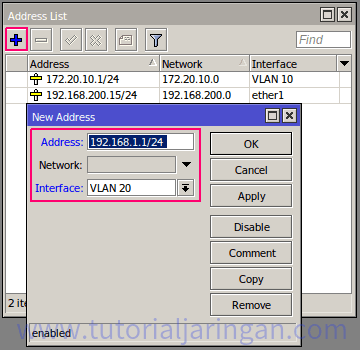 Address List
Find
Address Network Interface
172.20.10.1/24 172.20.10.0 VLAN 10
192.168.200.15/24 192.168.200.0 ether1
New Address
Address: 192.168.1.1/24 OK
Network: Cancel
Interface: VLAN 20 Apply
Disable
Comment
Copy
Remove
2 ite
enabled
www.tutorialjaringan.com